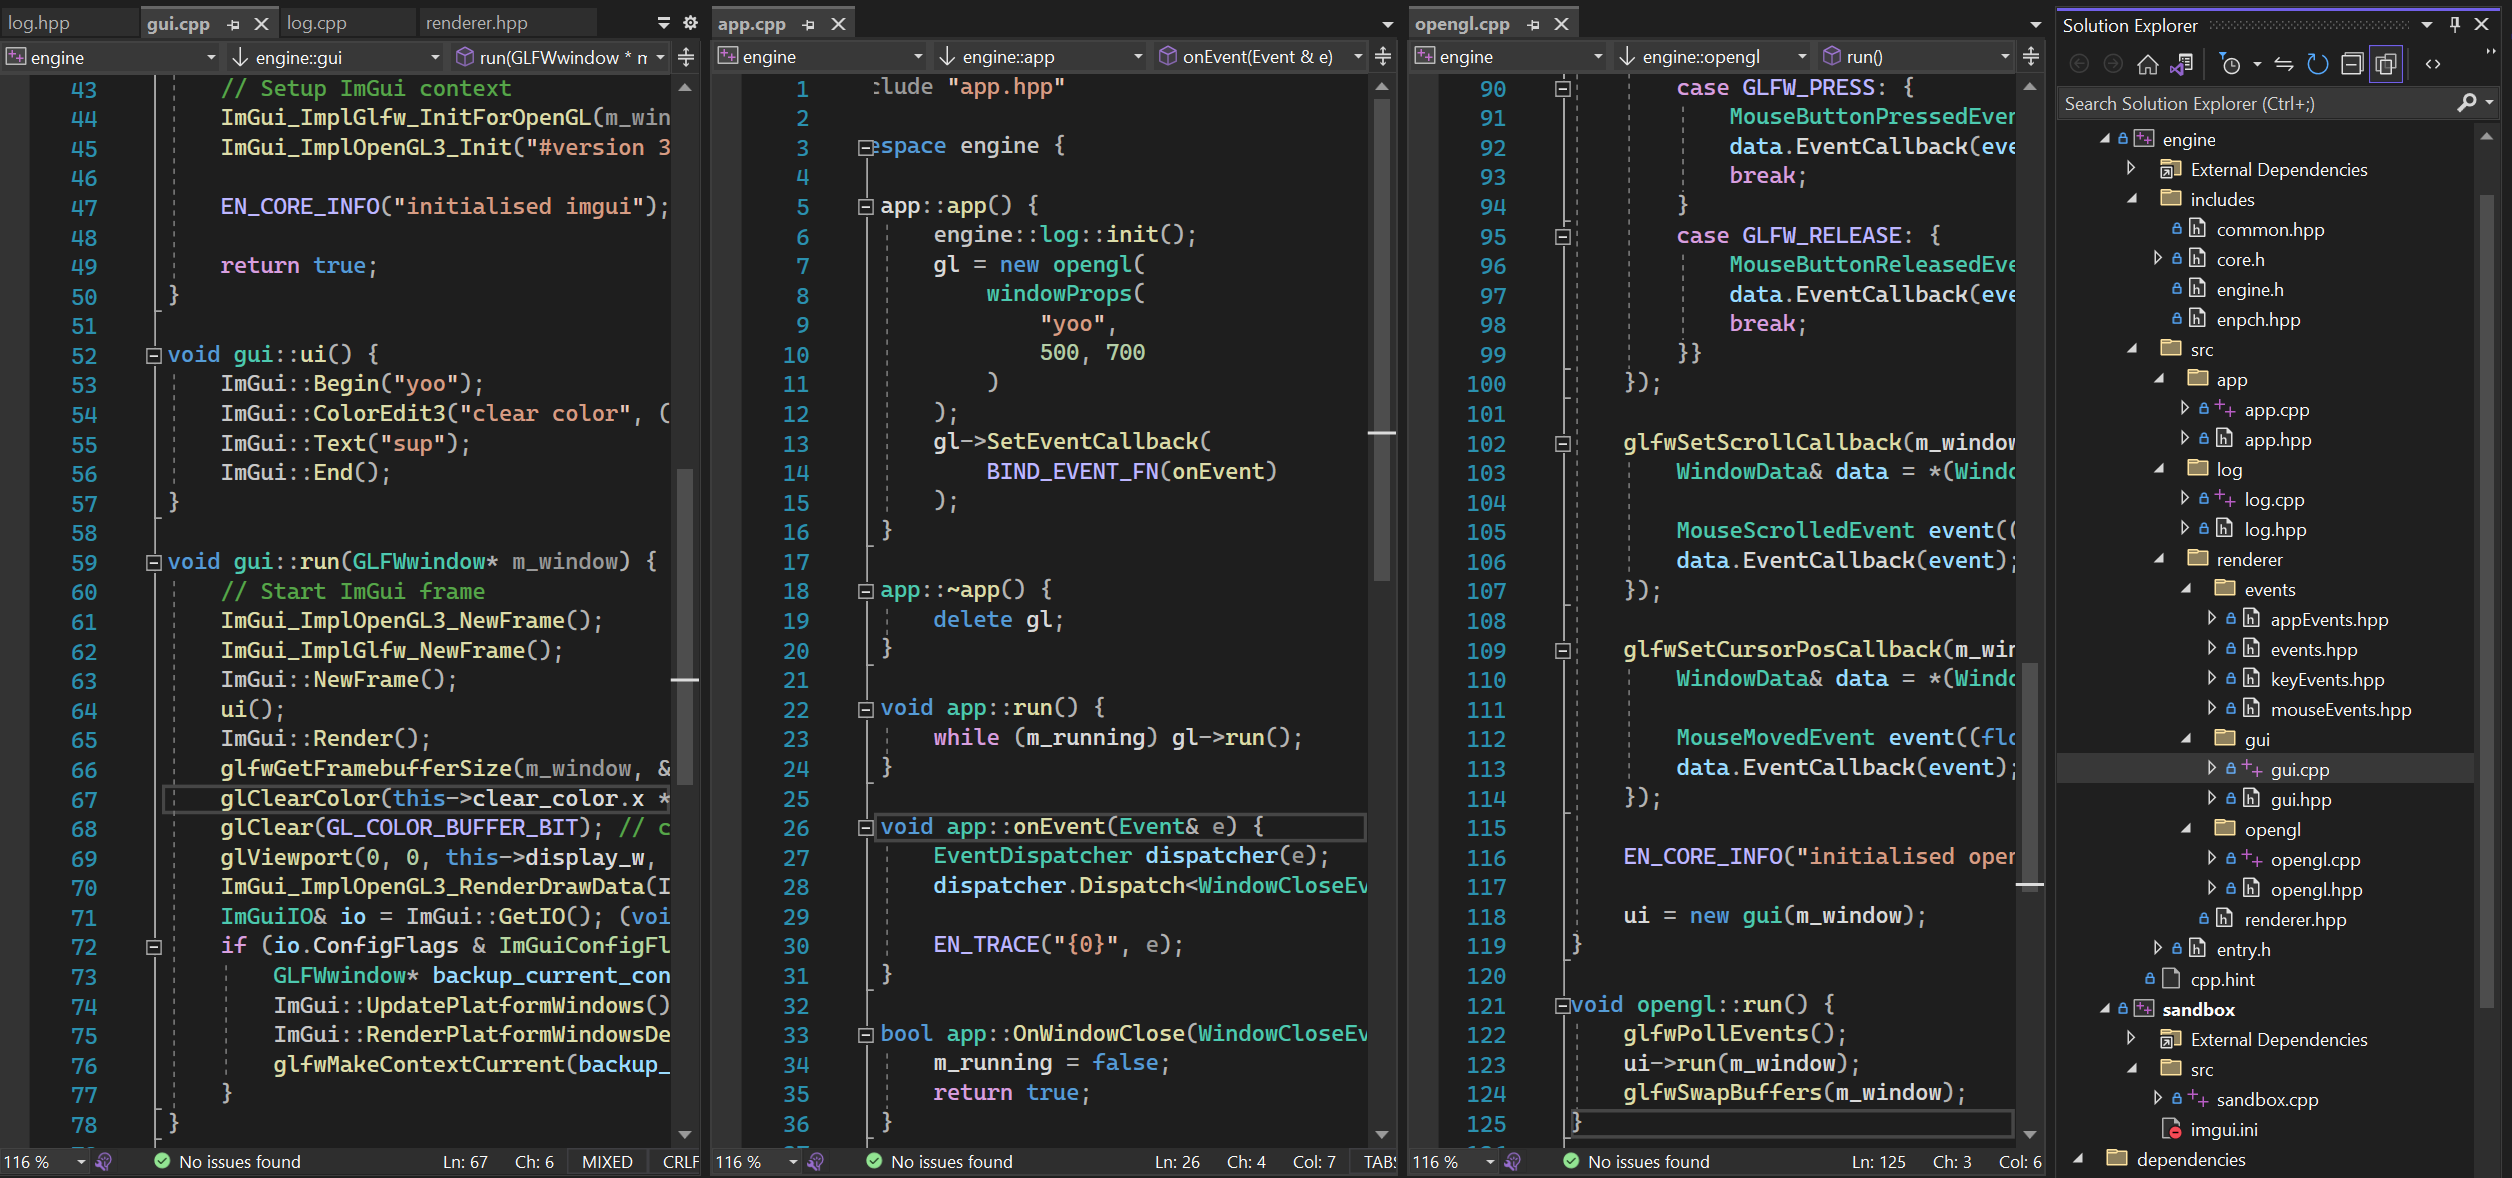 log.hpp
gui.cpp
log.cpp
renderer.hpp
engine
engine::gui
run(GLFWwindow * m
43 // Setup ImGui context
44 ImGui_ImplGlfw_InitForOpenGL(m_win
45 ImGui_ImplOpenGL3_Init("#version 3
46
47 EN_CORE_INFO("initialised imgui");
48
49 return true;
50 }
51
52 void gui::ui() {
53 ImGui::Begin("yoo");
54 ImGui::ColorEdit3("clear color", (
55 ImGui::Text("sup");
56 ImGui::End();
57 }
58
59 void gui::run(GLFWwindow* m_window) {
60 // Start ImGui frame
61 ImGui_ImplOpenGL3_NewFrame();
62 ImGui_ImplGlfw_NewFrame();
63 ImGui::NewFrame();
64 ui();
65 ImGui::Render();
66 glfwGetFramebufferSize(m_window, &
67 glClearColor(this->clear_color.x *
68 glClear(GL_COLOR_BUFFER_BIT); // c
69 glViewport(0, 0, this->display_w,
70 ImGui_ImplOpenGL3_RenderDrawData(I
71 ImGuiIO& io = ImGui::GetIO(); (voi
72 if (io.ConfigFlags & ImGuiConfigFl
73 GLFWwindow* backup_current_con
74 ImGui::UpdatePlatformWindows()
75 ImGui::RenderPlatformWindowsDe
76 glfwMakeContextCurrent(backup_
77 }
78 }
116 %
No issues found
Ln: 67
Ch: 6
MIXED
CRLF
app.cpp
engine
engine::app
onEvent(Event & e)
1 clude "app.hpp"
2
3 espace engine {
4
5 app::app() {
6 engine::log::init();
7 gl = new opengl(
8 windowProps(
9 "yoo",
10 500, 700
11 )
12 );
13 gl->SetEventCallback(
14 BIND_EVENT_FN(onEvent)
15 );
16 }
17
18 app::~app() {
19 delete gl;
20 }
21
22 void app::run() {
23 while (m_running) gl->run();
24 }
25
26 void app::onEvent(Event& e) {
27 EventDispatcher dispatcher(e);
28 dispatcher.Dispatch<WindowCloseEv
29
30 EN_TRACE("{0}", e);
31 }
32
33 bool app::OnWindowClose(WindowCloseEv
34 m_running = false;
35 return true;
36 }
116 %
No issues found
Ln: 26
Ch: 4
Col: 7
TABS
opengl.cpp
engine
engine::opengl
run()
90 case GLFW_PRESS: {
91 MouseButtonPressedEven
92 data.EventCallback(eve
93 break;
94 }
95 case GLFW_RELEASE: {
96 MouseButtonReleasedEve
97 data.EventCallback(eve
98 break;
99 }}
100 });
101
102 glfwSetScrollCallback(m_window
103 WindowData& data = *(Windo
104
105 MouseScrolledEvent event((
106 data.EventCallback(event);
107 });
108
109 glfwSetCursorPosCallback(m_win
110 WindowData& data = *(Windo
111
112 MouseMovedEvent event((flo
113 data.EventCallback(event);
114 });
115
116 EN_CORE_INFO("initialised open
117
118 ui = new gui(m_window);
119 }
120
121 void opengl::run() {
122 glfwPollEvents();
123 ui->run(m_window);
124 glfwSwapBuffers(m_window);
125 }
116 %
No issues found
Ln: 125
Ch: 3
Col: 6
Solution Explorer
Search Solution Explorer (Ctrl+;)
engine
External Dependencies
includes
common.hpp
core.h
engine.h
enpch.hpp
src
app
app.cpp
app.hpp
log
log.cpp
log.hpp
renderer
events
appEvents.hpp
events.hpp
keyEvents.hpp
mouseEvents.hpp
gui
gui.cpp
gui.hpp
opengl
opengl.cpp
opengl.hpp
renderer.hpp
entry.h
cpp.hint
sandbox
External Dependencies
src
sandbox.cpp
imgui.ini
dependencies